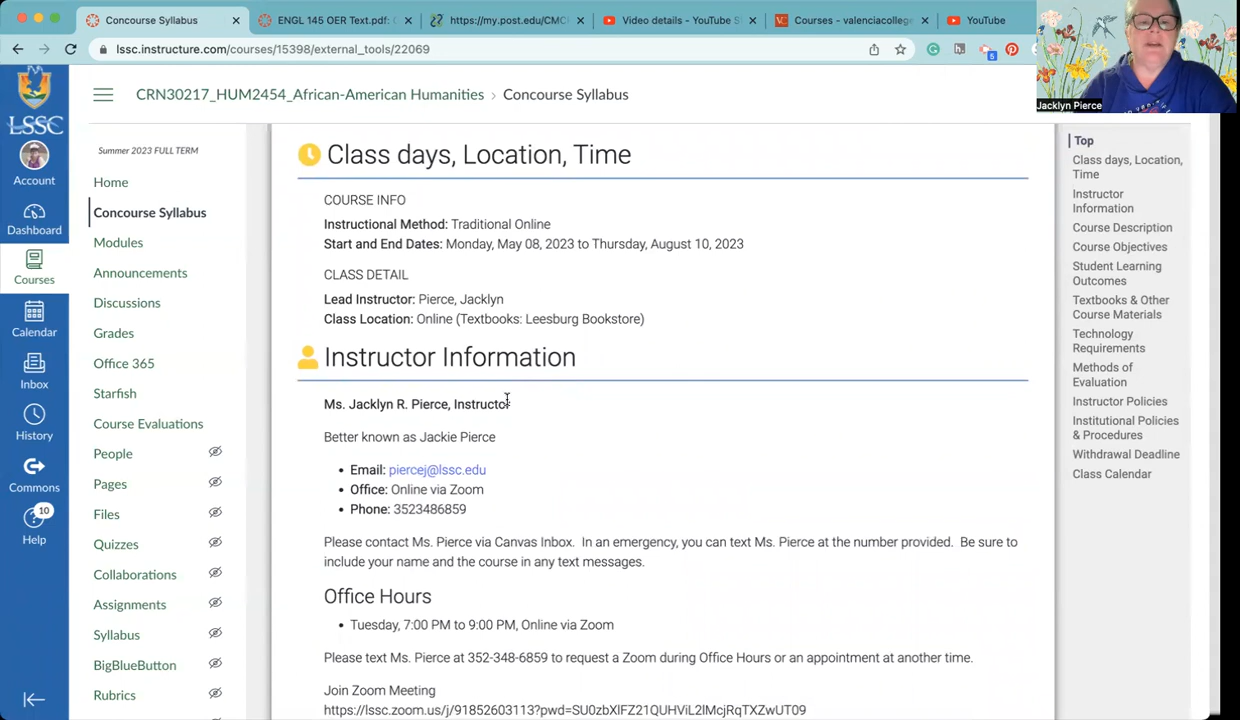 Concourse Syllabus
ENGL 145 OER Text.pdf:
https://my.post.edu/CMCP
Video details - YouTube S
Courses - valenciacolleg
YouTube
lssc.instructure.com/courses/15398/external_tools/22069
5
LSSC
Account
Dashboard
Courses
Calendar
Inbox
History
Commons
10
Help
CRN30217_HUM2454_African-American Humanities > Concourse Syllabus
Jacklyn Pierce
Summer 2023 FULL TERM
Home
Concourse Syllabus
Modules
Announcements
Discussions
Grades
Office 365
Starfish
Course Evaluations
People
Pages
Files
Quizzes
Collaborations
Assignments
Syllabus
BigBlueButton
Rubrics
Class days, Location, Time
COURSE INFO
Instructional Method: Traditional Online
Start and End Dates: Monday, May 08, 2023 to Thursday, August 10, 2023
CLASS DETAIL
Lead Instructor: Pierce, Jacklyn
Class Location: Online (Textbooks: Leesburg Bookstore)
Instructor Information
Ms. Jacklyn R. Pierce, Instructor
Better known as Jackie Pierce
• Email: piercej@lssc.edu
• Office: Online via Zoom
• Phone: 3523486859
Please contact Ms. Pierce via Canvas Inbox. In an emergency, you can text Ms. Pierce at the number provided. Be sure to
include your name and the course in any text messages.
Office Hours
• Tuesday, 7:00 PM to 9:00 PM, Online via Zoom
Please text Ms. Pierce at 352-348-6859 to request a Zoom during Office Hours or an appointment at another time.
Join Zoom Meeting
https://lssc.zoom.us/j/91852603113?pwd=SU0zbXlFZ21QUHViL2lMcjRqTXZwUT09
Top
Class days, Location,
Time
Instructor
Information
Course Description
Course Objectives
Student Learning
Outcomes
Textbooks & Other
Course Materials
Technology
Requirements
Methods of
Evaluation
Instructor Policies
Institutional Policies
& Procedures
Withdrawal Deadline
Class Calendar